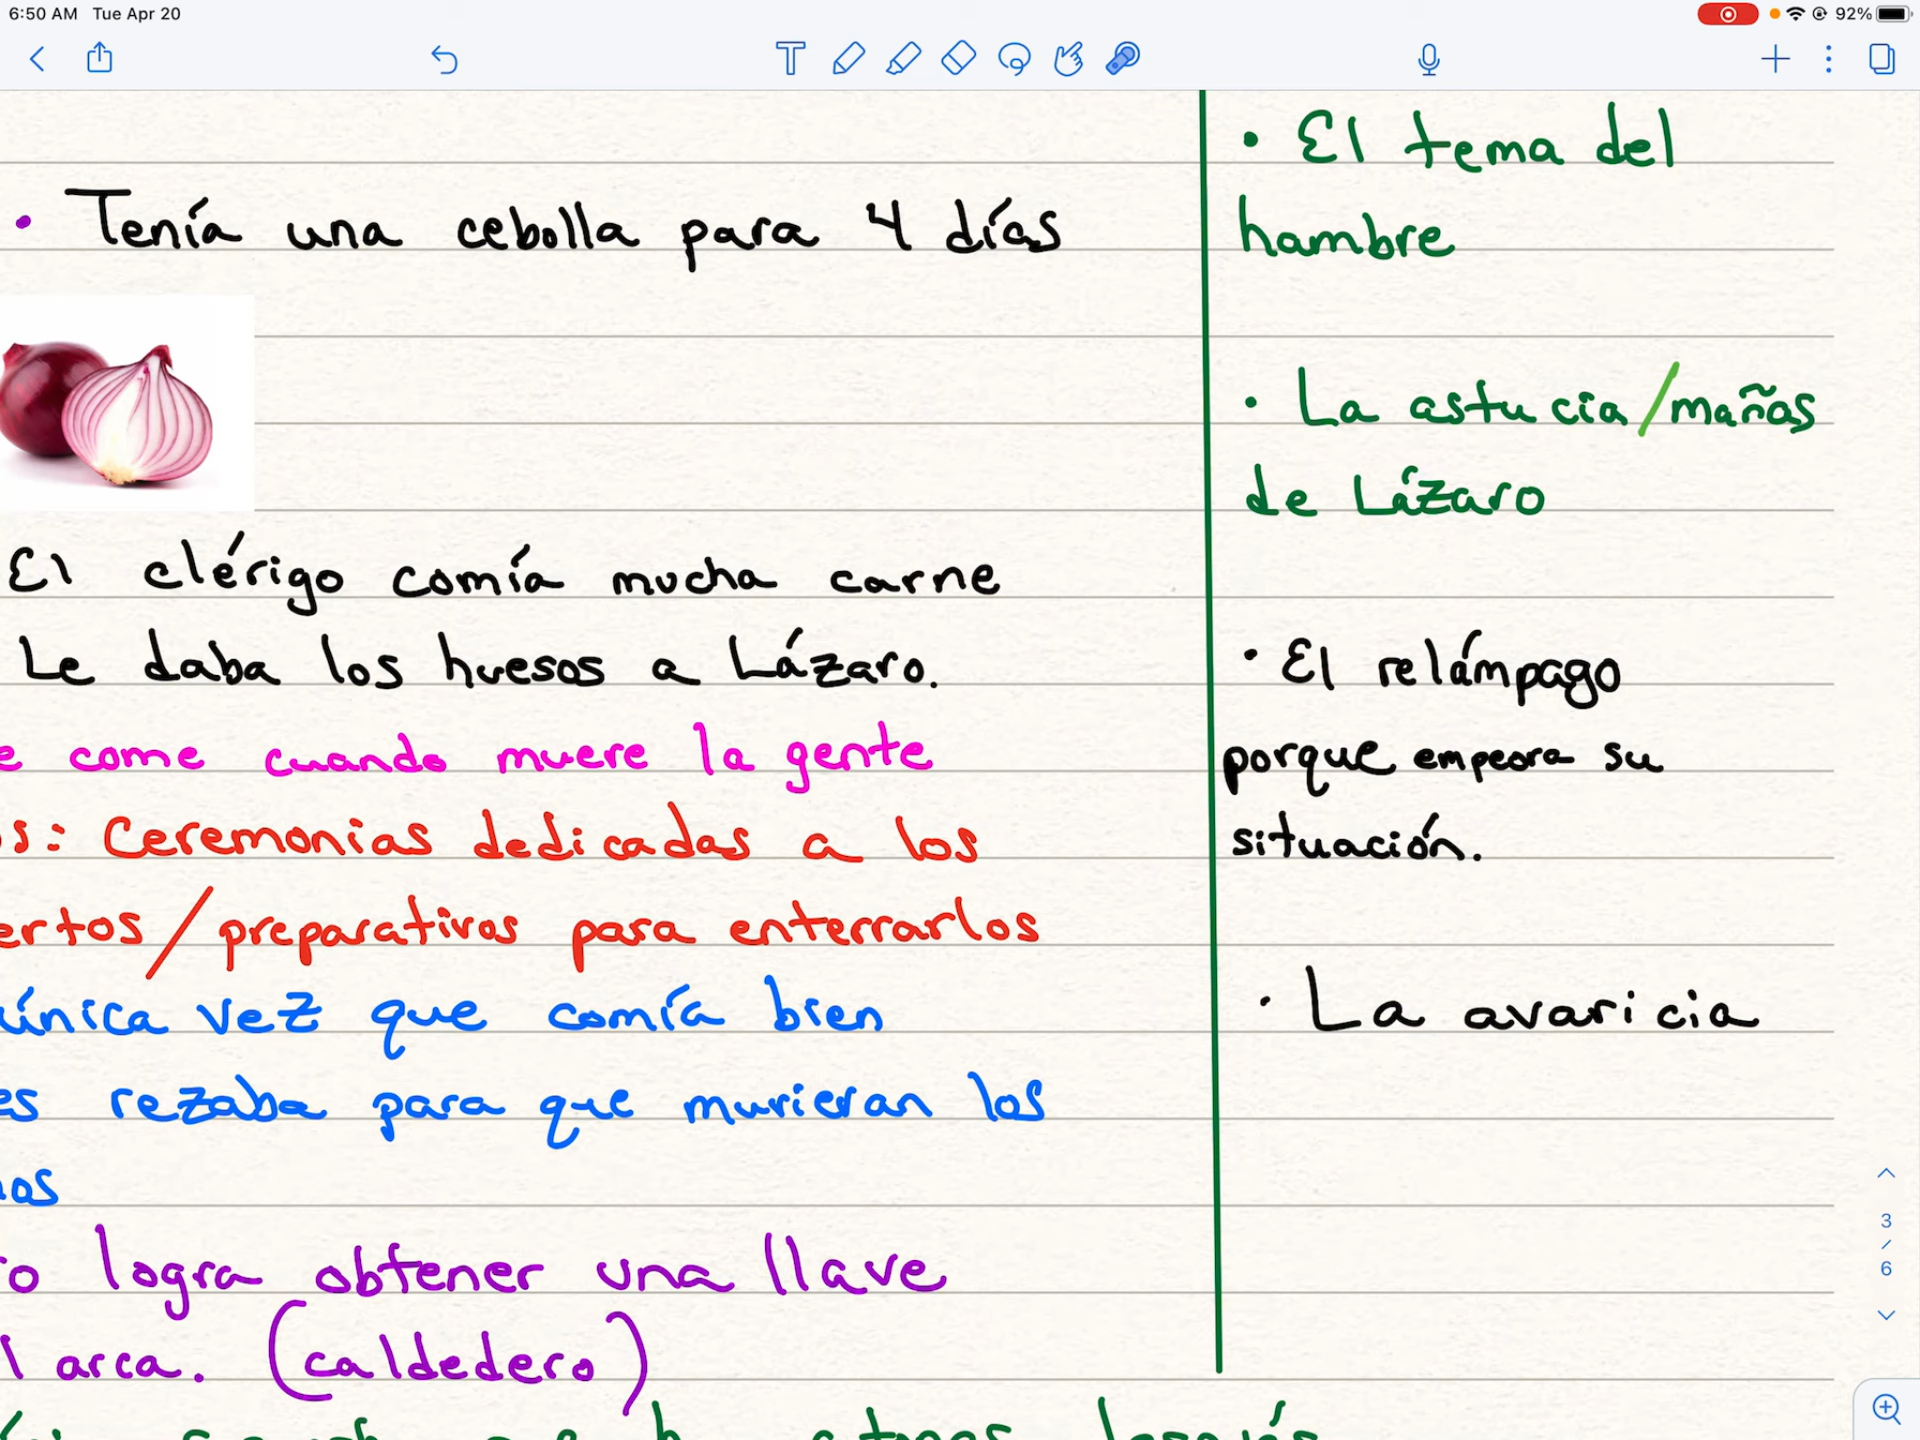 6:50 AM Tue Apr 20
92%
• Tenía una cebolla para 4 días
El clérigo comía mucha carne
Le daba los huesos a Lázaro.
e come cuando muere la gente
os: Ceremonias dedicadas a los
ertos/preparativos para enterrarlos
única vez que comía bien
es rezaba para que murieran los
nos
ro logra obtener una llave
l arca. (caldedero)
después
• El tema del
hambre
• La astucia/mañas
de Lázaro
• El relámpago
porque empeora su
situación.
• La avaricia
3
/
6